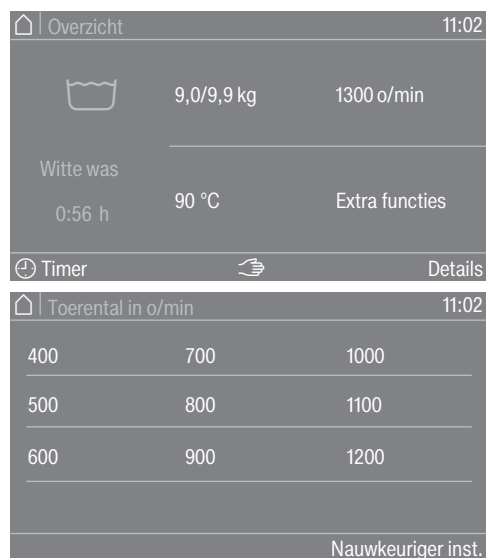 Overzicht 11:02
9,0/9,9 kg 1300 o/min
Witte was
0:56 h
90 °C Extra functies
Timer Details
Toerental in o/min 11:02
400 700 1000
500 800 1100
600 900 1200
Nauwkeuriger inst.